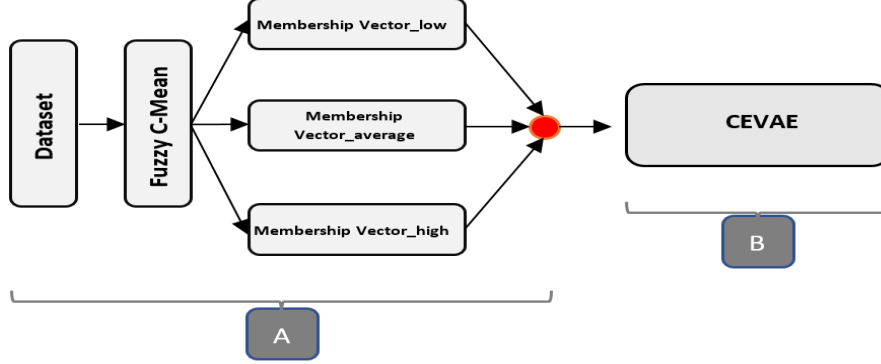 Dataset
Fuzzy C-Mean
Membership Vector_low
Membership
Vector_average
Membership Vector_high
CEVAE
A
B